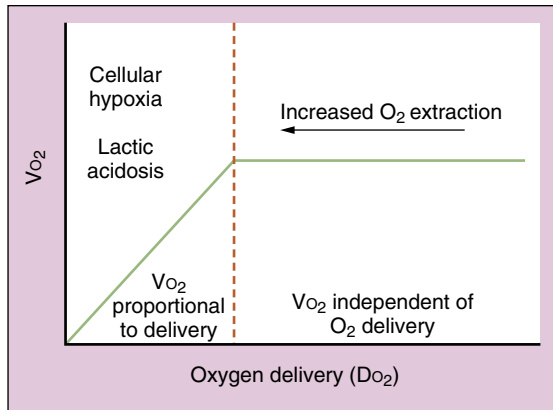 Cellular
hypoxia
Lactic
acidosis
Increased O₂ extraction
VO₂
VO₂
proportional
to delivery
VO₂ independent of
O₂ delivery
Oxygen delivery (DO₂)